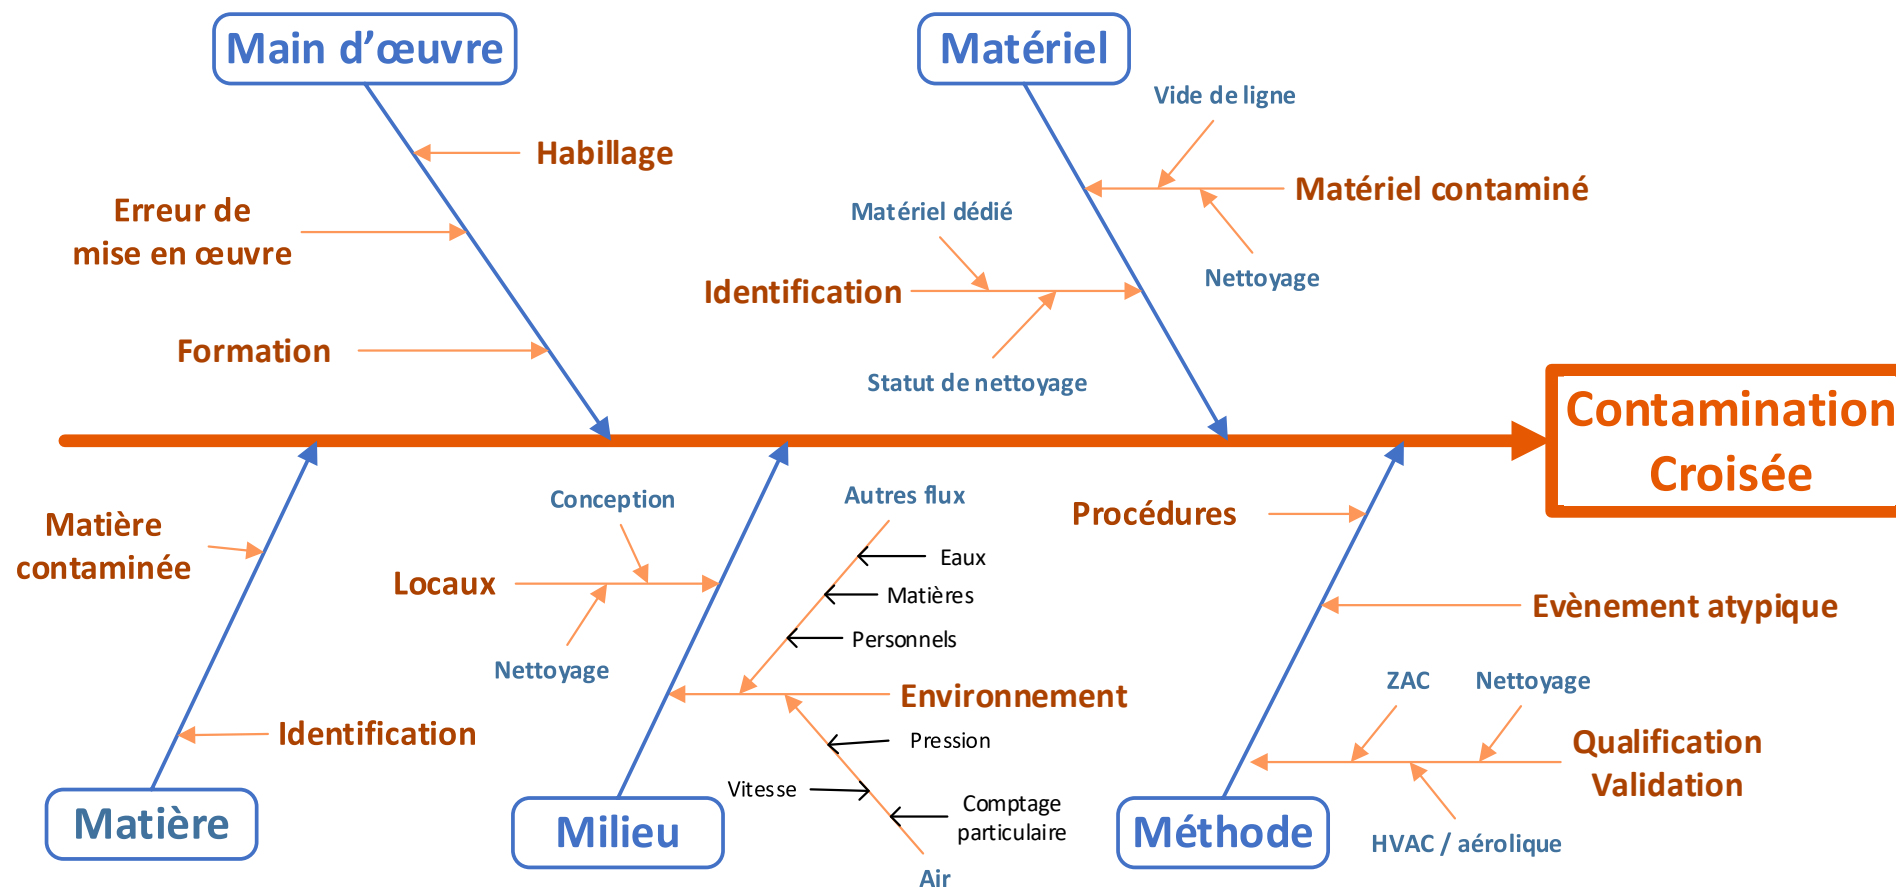 Main d’œuvre
Matériel
Vide de ligne
Habillage
Matériel contaminé
Erreur de
mise en œuvre
Matériel dédié
Nettoyage
Identification
Formation
Statut de nettoyage
Contamination
Croisée
Matière
contaminée
Conception
Autres flux
Procédures
Eaux
Locaux
Matières
Evènement atypique
Personnels
Nettoyage
ZAC
Nettoyage
Environnement
Identification
Pression
Qualification
Validation
Vitesse
Comptage
particulaire
Matière
Milieu
Méthode
HVAC / aérolique
Air